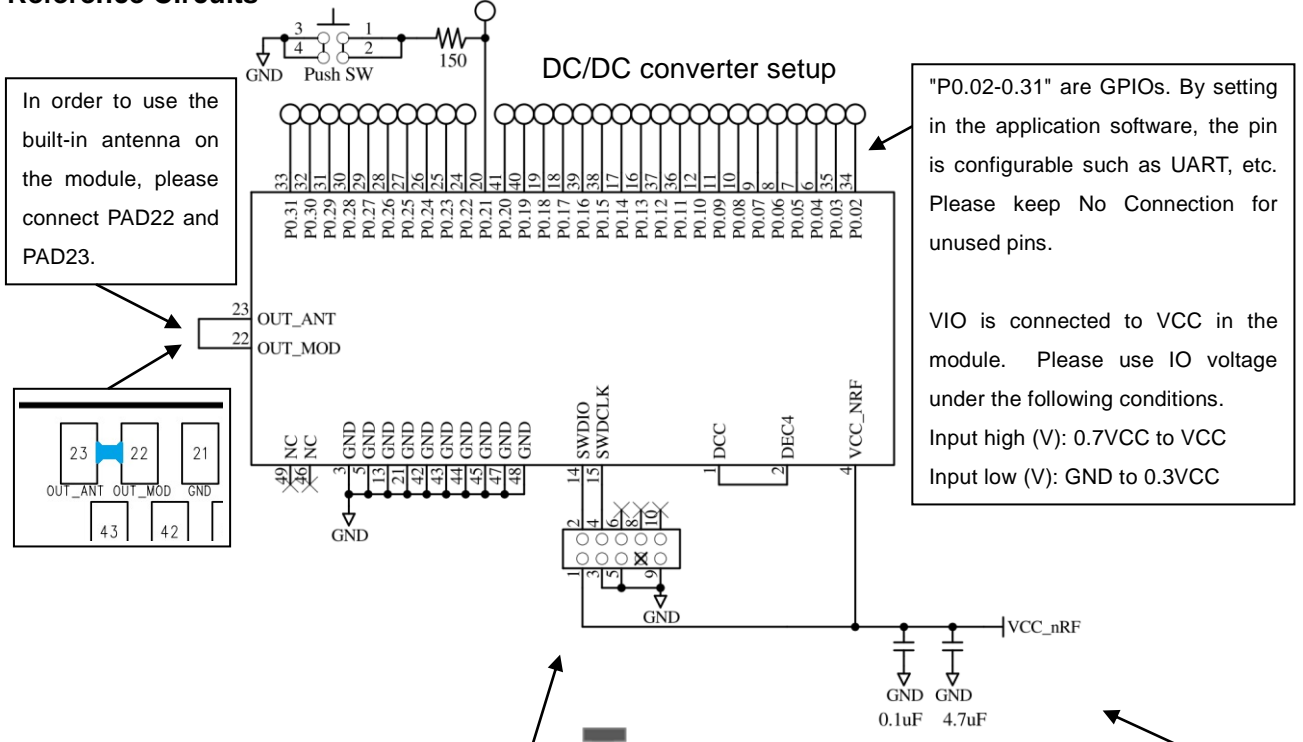 Reference Circuits
3 1
4 2
GND Push SW 150
DC/DC converter setup
In order to use the
built-in antenna on
the module, please
connect PAD22 and
PAD23.
"P0.02-0.31" are GPIOs. By setting
in the application software, the pin
is configurable such as UART, etc.
Please keep No Connection for
unused pins.
VIO is connected to VCC in the
module. Please use IO voltage
under the following conditions.
Input high (V): 0.7VCC to VCC
Input low (V): GND to 0.3VCC
33 32 31 30 29 28 27 26 25 24 20 41 40 19 18 39 38 17 16 37 36 12 11 10 9 8 7 6 35 34
P0.31 P0.30 P0.29 P0.28 P0.27 P0.26 P0.25 P0.24 P0.23 P0.22 P0.21 P0.20 P0.19 P0.18 P0.17 P0.16 P0.15 P0.14 P0.13 P0.12 P0.11 P0.10 P0.09 P0.08 P0.07 P0.06 P0.05 P0.04 P0.03 P0.02
23 OUT_ANT
22 OUT_MOD
NC NC GND GND GND GND GND GND GND GND GND GND SWDIO SWDCLK DCC DEC4 VCC_NRF
49 46 3 5 13 21 42 43 44 45 47 48 14 15 1 2 4
23 22 21
OUT_ANT OUT_MOD GND
43 42
GND
2 4 6 8 10
1 3 5 9
GND
VCC_nRF
GND GND
0.1uF 4.7uF